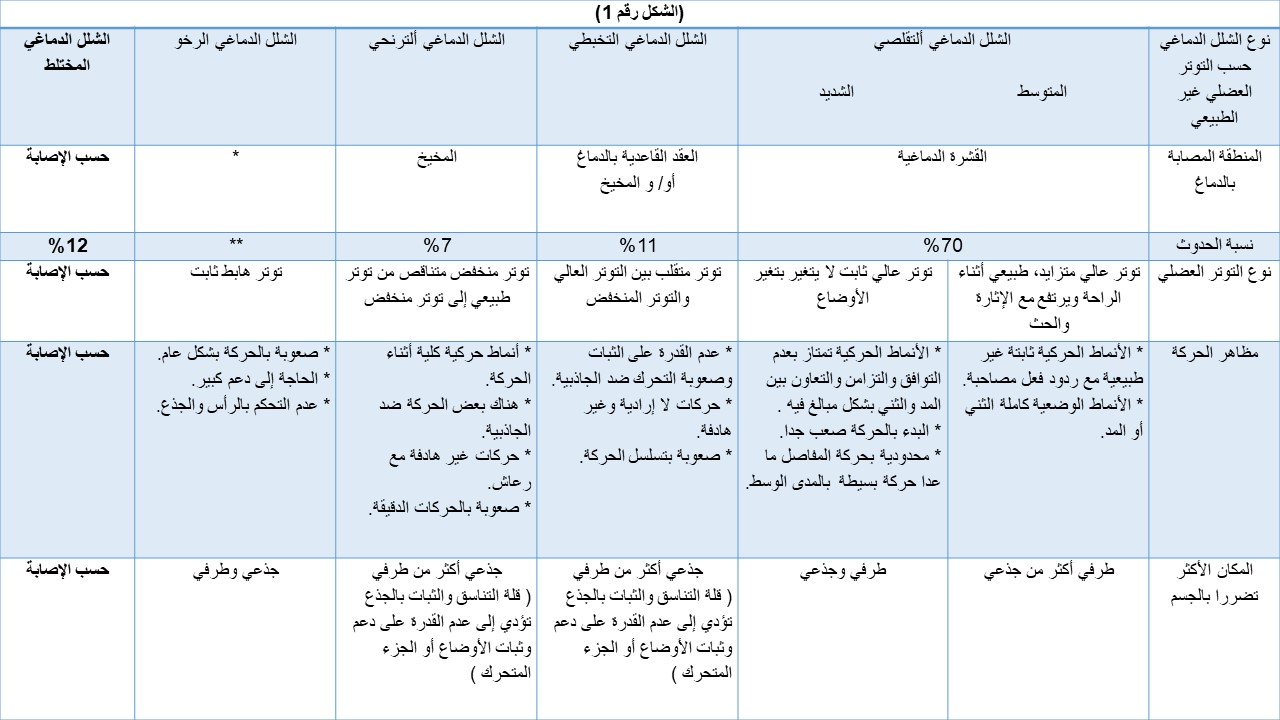 (الشكل رقم 1)
نوع الشلل الدماغي
حسب التوتر
العضلي غير
الطبيعي
الشلل الدماغي ألتقلصي
المتوسط
الشديد
الشلل الدماغي التخبطي
الشلل الدماغي ألترنحي
الشلل الدماغي الرخو
الشلل الدماغي
المختلط
المنطقة المصابة
بالدماغ
القشرة الدماغية
العقد القاعدية بالدماغ
أو/ و المخيخ
المخيخ
*
حسب الإصابة
نسبة الحدوث
70%
11%
7%
**
12%
نوع التوتر العضلي
توتر عالي متزايد، طبيعي أثناء
الراحة ويرتفع مع الإثارة
والحث
توتر عالي ثابت لا يتغير بتغير
الأوضاع
توتر متقلب بين التوتر العالي
والتوتر المنخفض
توتر منخفض متناقص من توتر
طبيعي إلى توتر منخفض
توتر هابط ثابت
حسب الإصابة
مظاهر الحركة
* الأنماط الحركية ثابتة غير
طبيعية مع ردود فعل مصاحبة.
* الأنماط الوضعية كاملة الثني
أو المد.
* الأنماط الحركية تمتاز بعدم
التوافق والتزامن والتعاون بين
المد والثني بشكل مبالغ فيه .
* البدء بالحركة صعب جدا.
* محدودية بحركة المفاصل ما
عدا حركة بسيطة بالمدى الوسط.
* عدم القدرة على الثبات
وصعوبة التحرك ضد الجاذبية.
* حركات لا إرادية وغير
هادفة.
* صعوبة بتسلسل الحركة.
* أنماط حركية كلية أثناء
الحركة.
* هناك بعض الحركة ضد
الجاذبية.
* حركات غير هادفة مع
رعاش.
* صعوبة بالحركات الدقيقة.
* صعوبة بالحركة بشكل عام.
* الحاجة إلى دعم كبير.
* عدم التحكم بالرأس والجذع.
حسب الإصابة
المكان الأكثر
تضررا بالجسم
طرفي أكثر من جذعي
طرفي وجذعي
جذعي أكثر من طرفي
( قلة التناسق والثبات بالجذع
تؤدي إلى عدم القدرة على دعم
وثبات الأوضاع أو الجزء
المتحرك )
جذعي أكثر من طرفي
( قلة التناسق والثبات بالجذع
تؤدي إلى عدم القدرة على دعم
وثبات الأوضاع أو الجزء
المتحرك )
جذعي وطرفي
حسب الإصابة